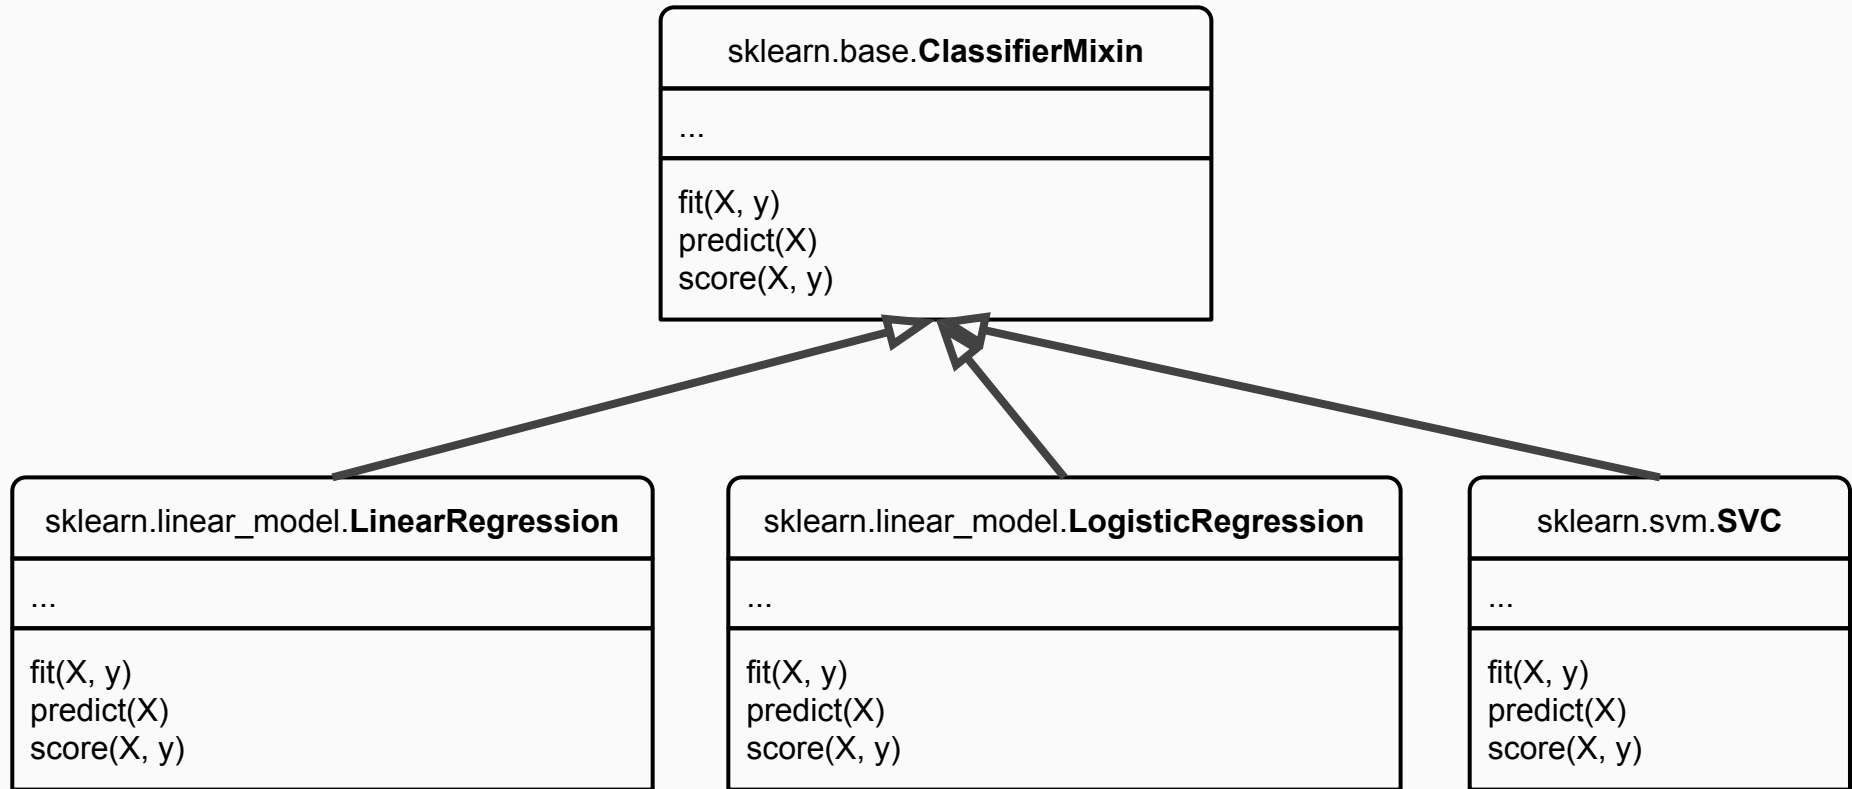 sklearn.base.ClassifierMixin
...
fit(X, y)
predict(X)
score(X, y)
sklearn.linear_model.LinearRegression
...
fit(X, y)
predict(X)
score(X, y)
sklearn.linear_model.LogisticRegression
...
fit(X, y)
predict(X)
score(X, y)
sklearn.svm.SVC
...
fit(X, y)
predict(X)
score(X, y)